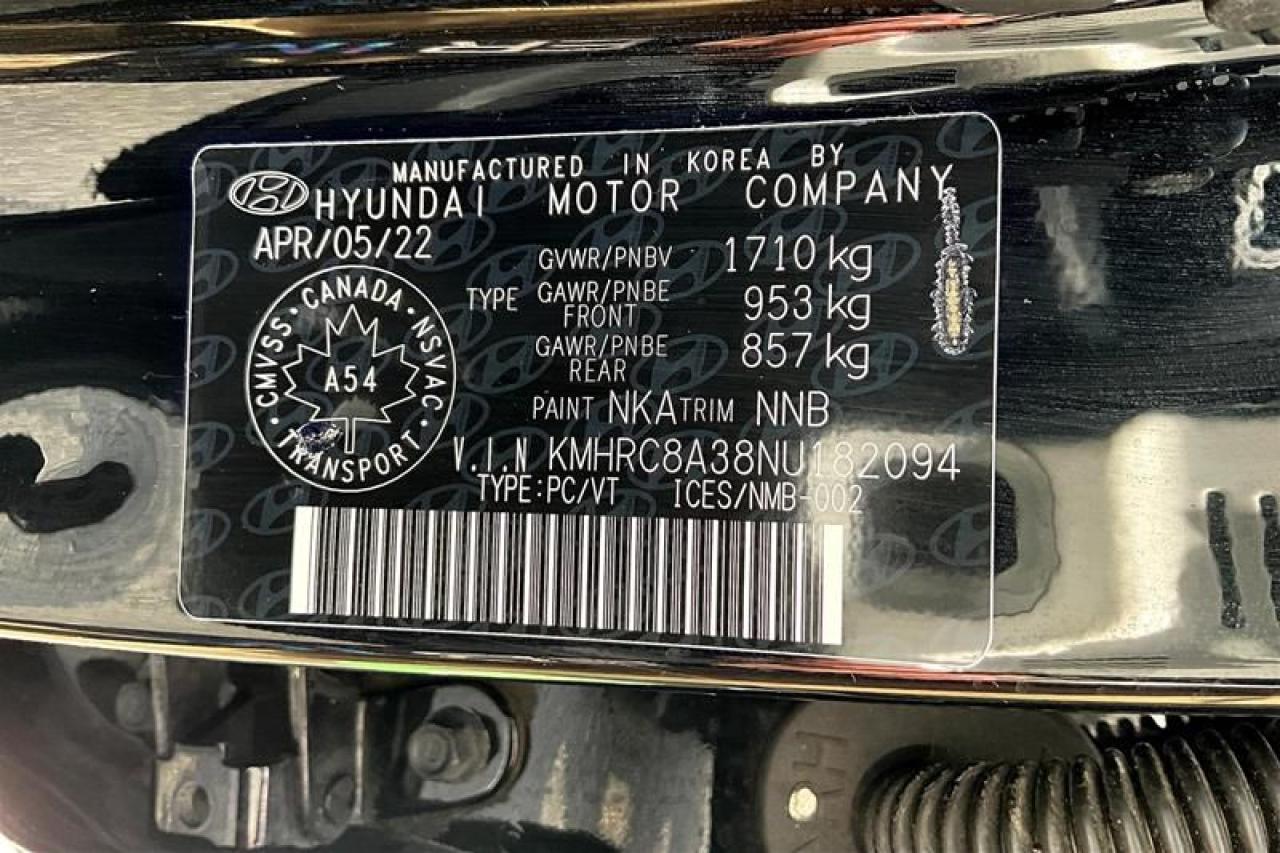 MANUFACTURED IN KOREA BY
HYUNDAI MOTOR COMPANY
APR/05/22
GVWR/PNBV 1710 kg
TYPE GAWR/PNBE FRONT 953 kg
GAWR/PNBE REAR 857 kg
CANADA
CMVSS
NSVAC
A54
TRANSPORT
PAINT NKA TRIM NNB
V.I.N KMHRC8A38NU182094
TYPE:PC/VT ICES/NMB-002